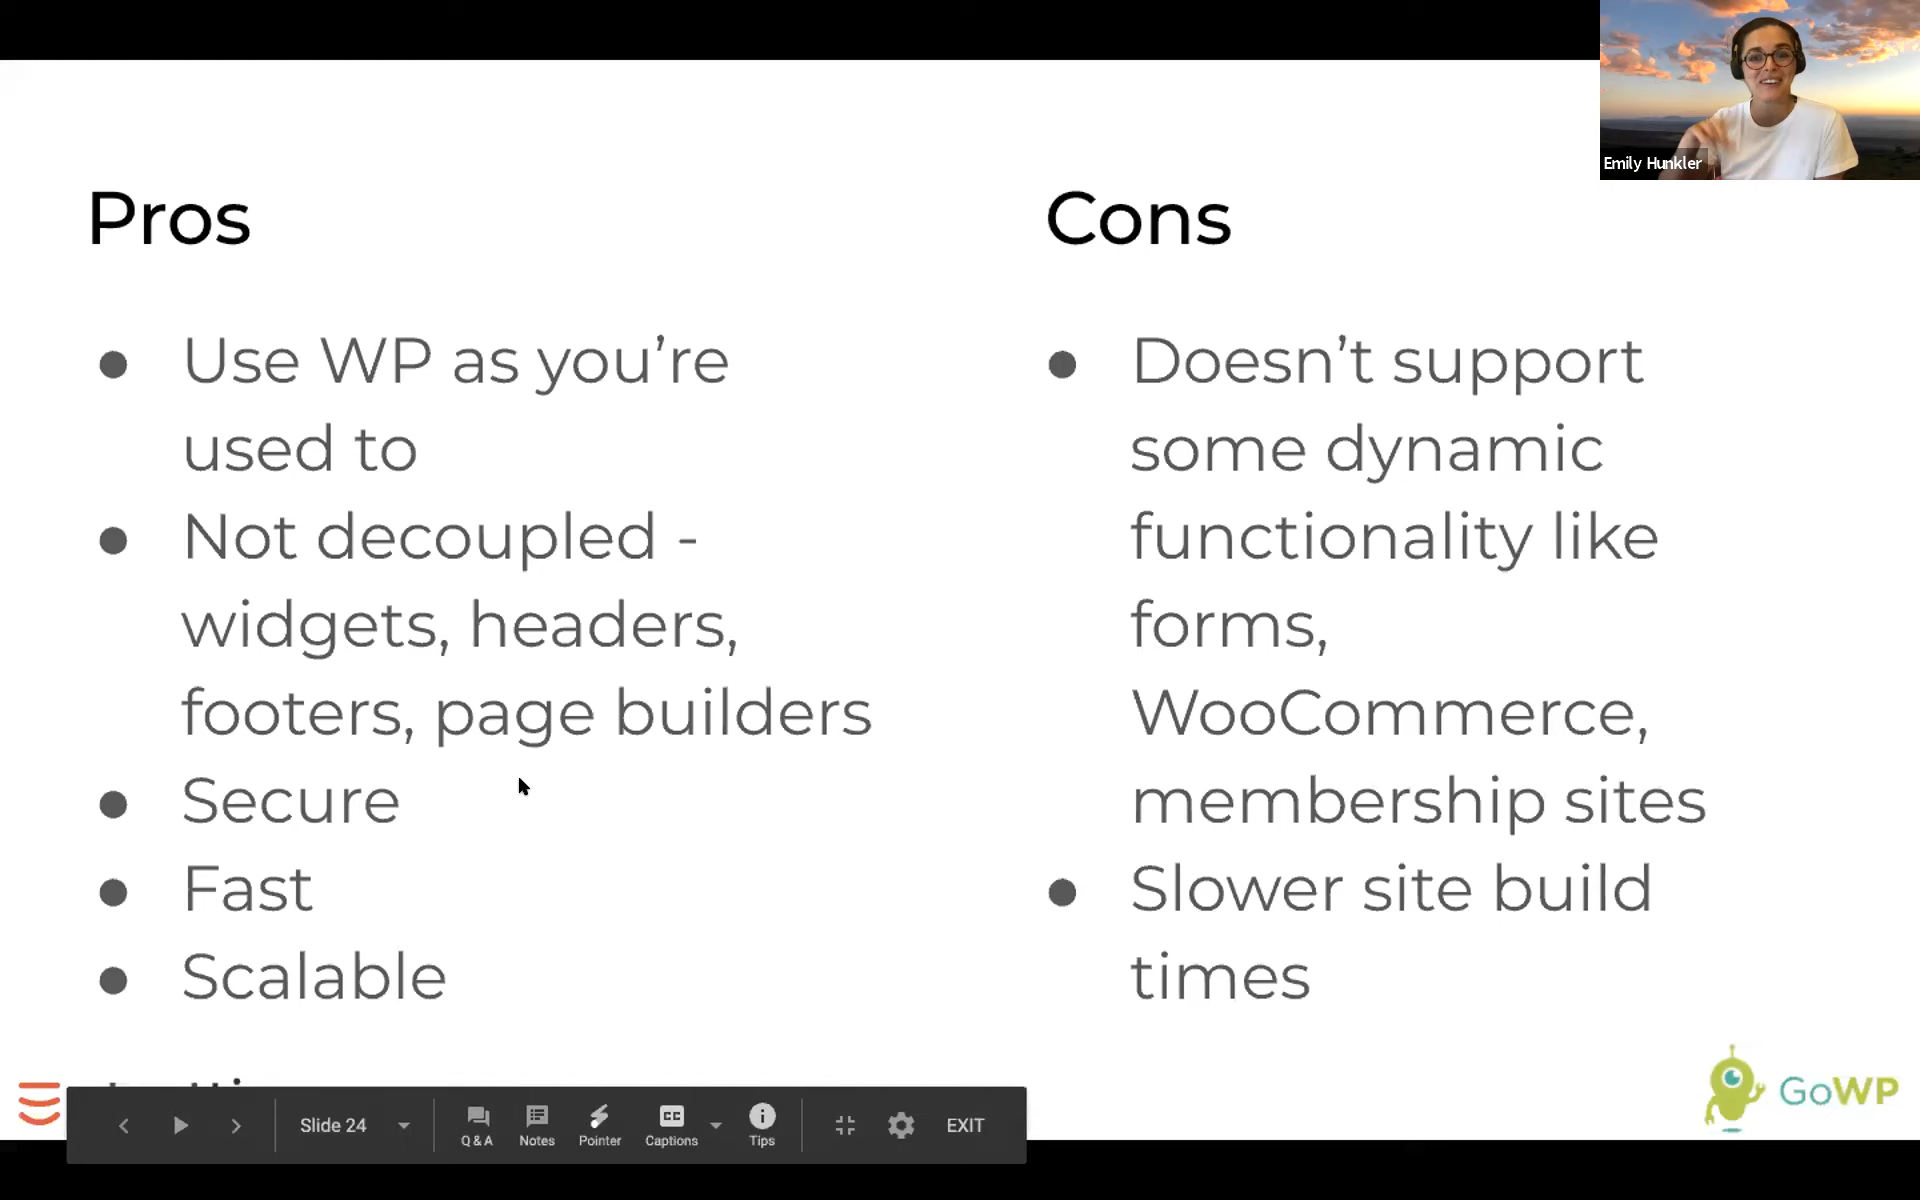 Emily Hunkler
Pros
Use WP as you’re
used to
Not decoupled -
widgets, headers,
footers, page builders
Secure
Fast
Scalable
Cons
Doesn’t support
some dynamic
functionality like
forms,
WooCommerce,
membership sites
Slower site build
times
GoWP
Slide 24
Q & A
Notes
Pointer
CC
Captions
Tips
EXIT